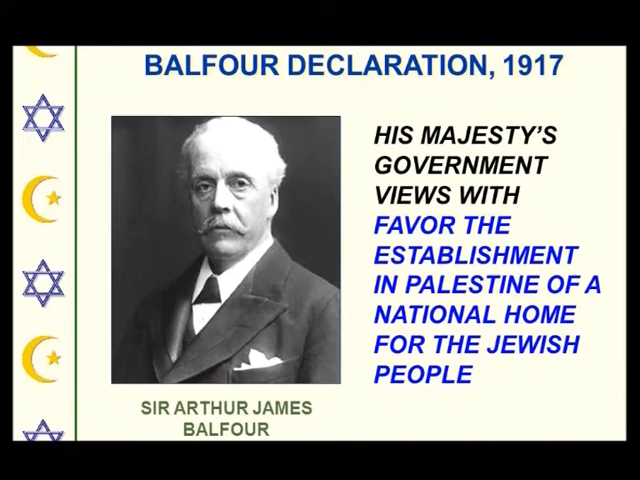 BALFOUR DECLARATION, 1917
HIS MAJESTY'S
GOVERNMENT
VIEWS WITH
FAVOR THE
ESTABLISHMENT
IN PALESTINE OF A
NATIONAL HOME
FOR THE JEWISH
PEOPLE
SIR ARTHUR JAMES
BALFOUR